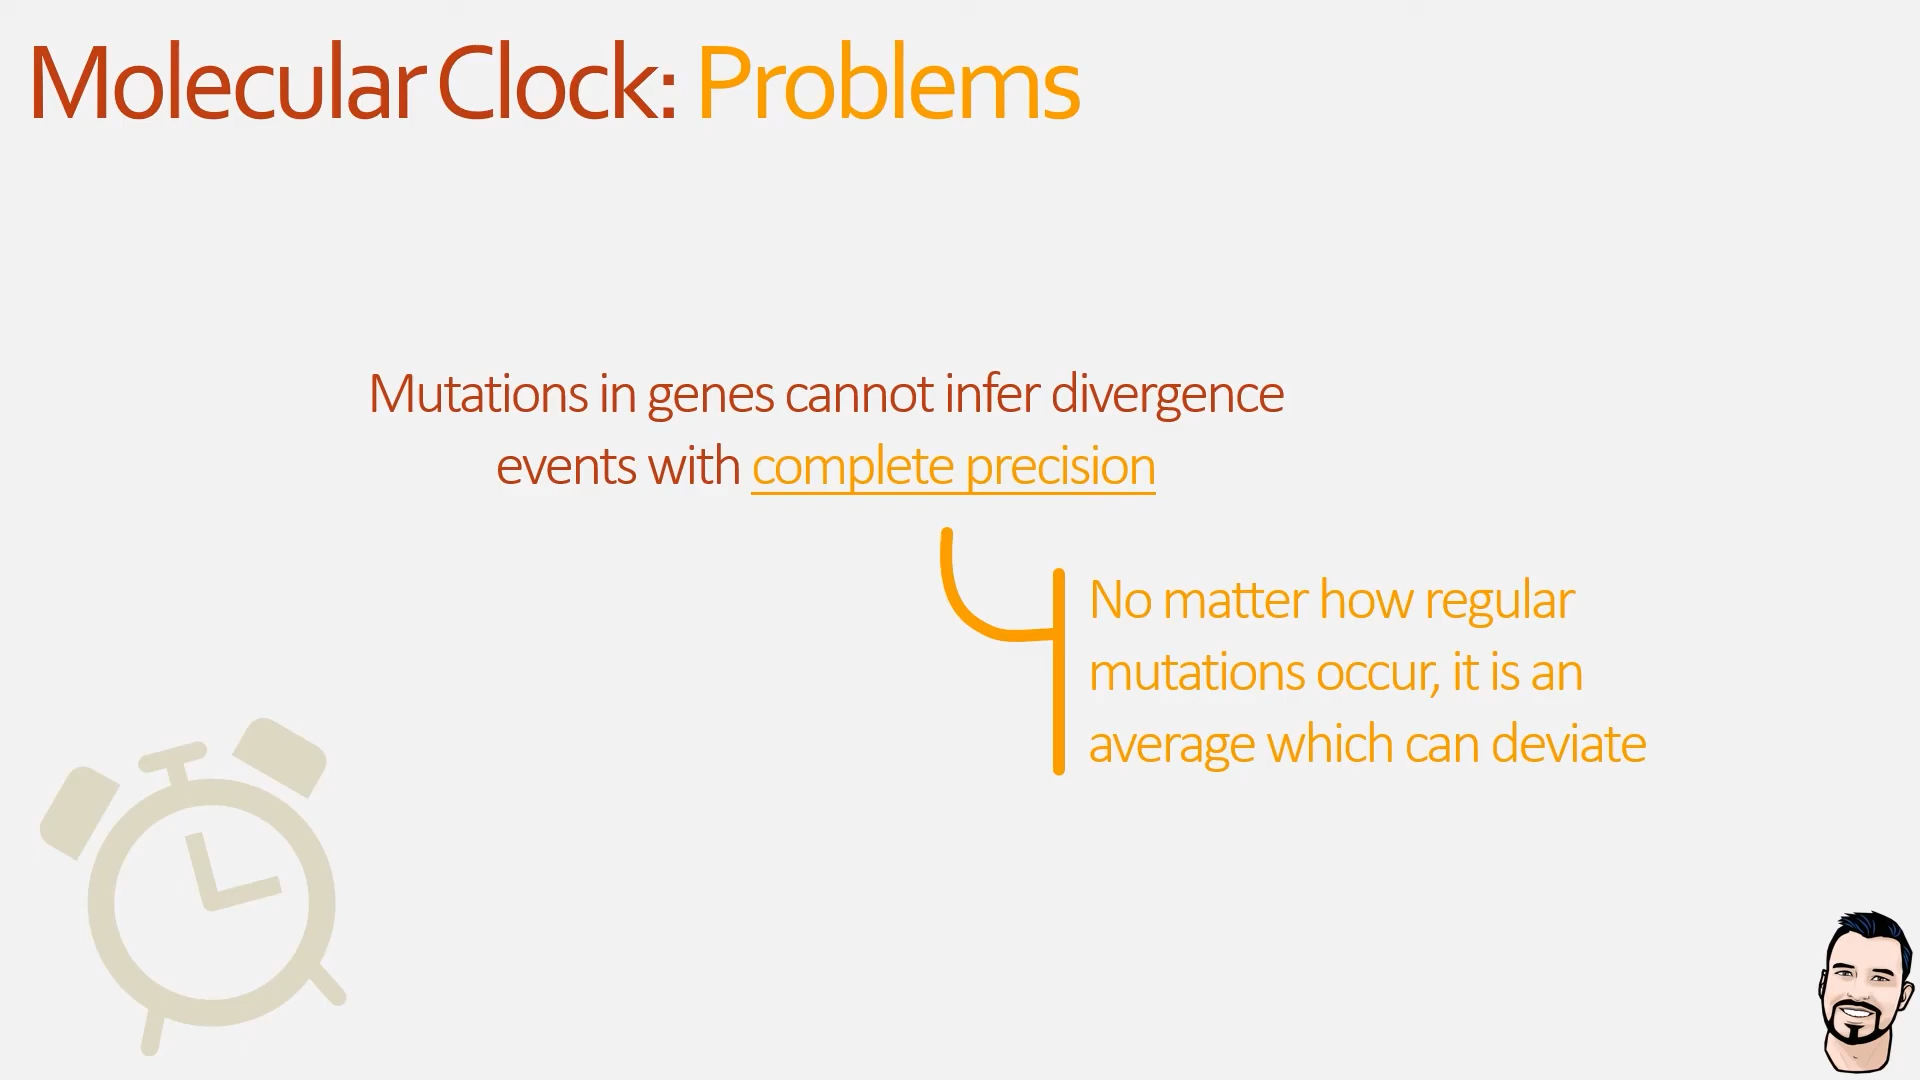 Molecular Clock: Problems
Mutations in genes cannot infer divergence
events with complete precision
No matter how regular
mutations occur, it is an
average which can deviate